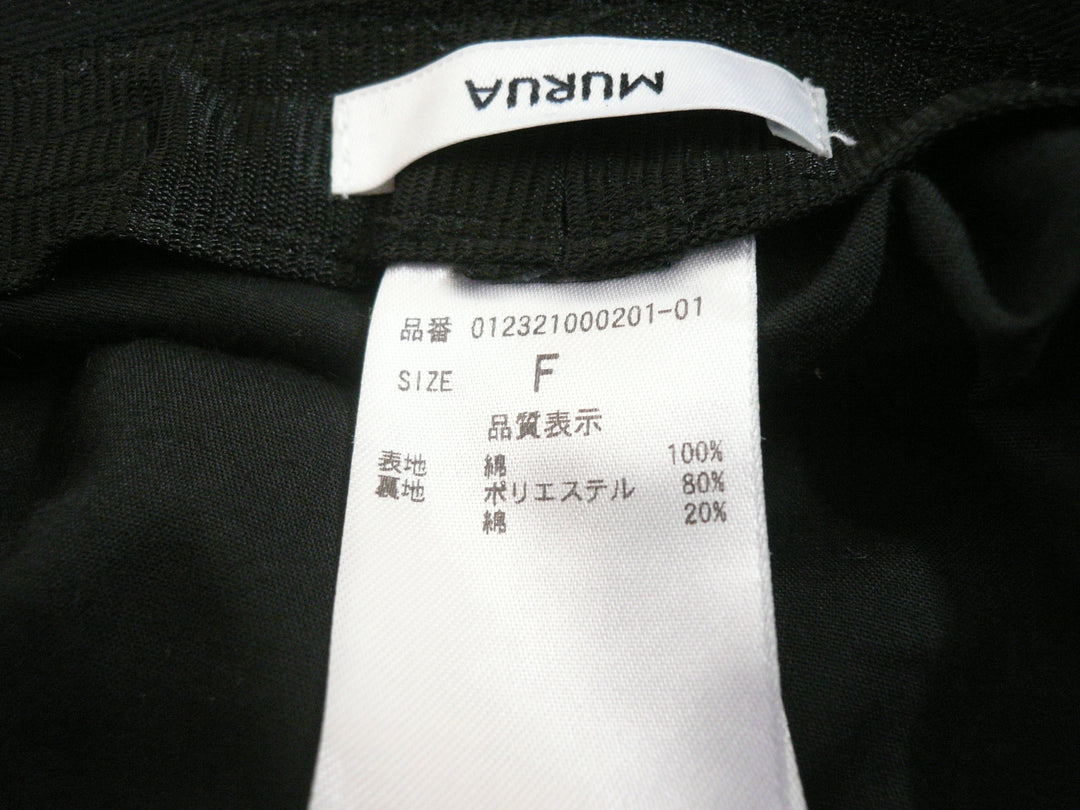 MURUA
品番 012321000201-01
SIZE F
品質表示
表地 綿 100%
裏地 ポリエステル 80%
綿 20%